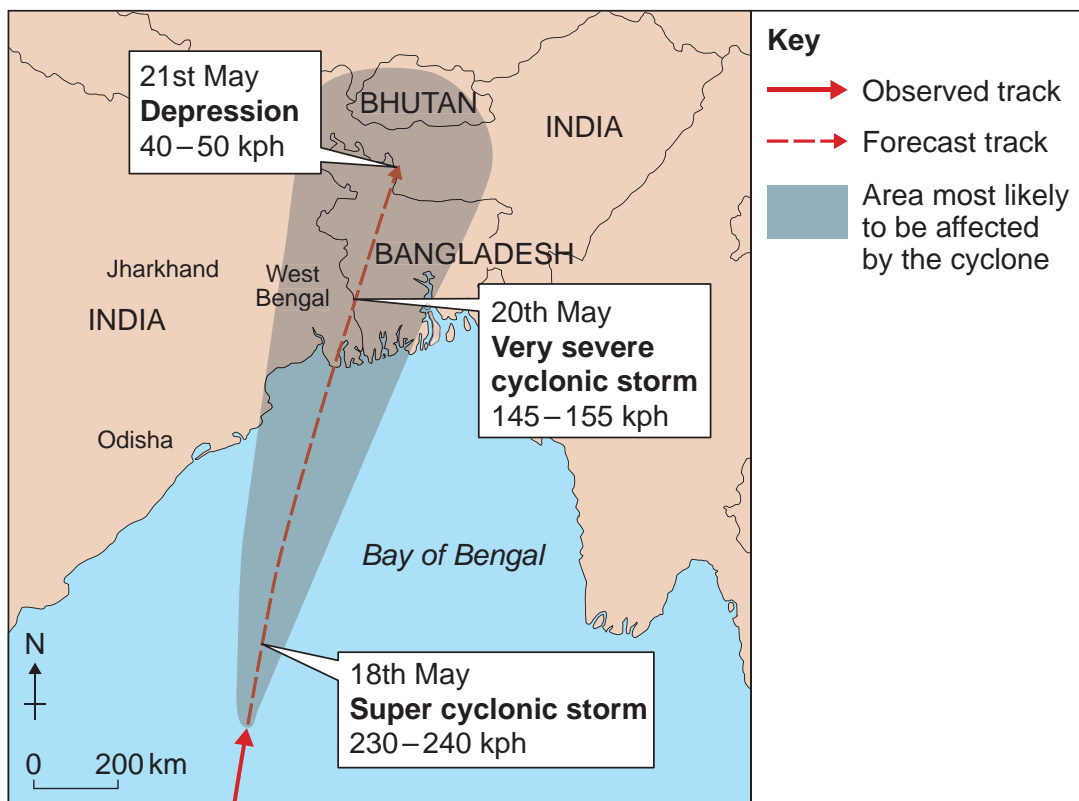 21st May
Depression
40–50 kph
BHUTAN
INDIA
Jharkhand
West
Bengal
BANGLADESH
INDIA
20th May
Very severe
cyclonic storm
145–155 kph
Odisha
Bay of Bengal
18th May
Super cyclonic storm
230–240 kph
N
0 200 km
Key
Observed track
Forecast track
Area most likely
to be affected
by the cyclone